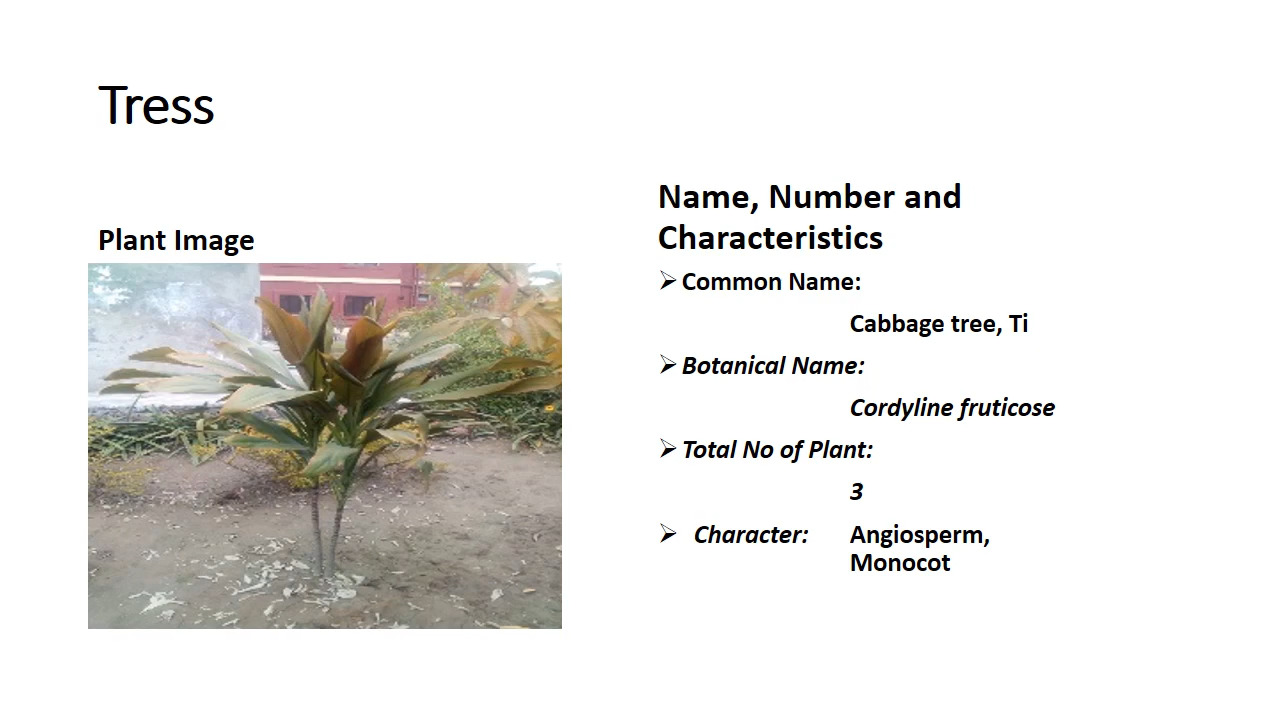 Tress
Plant Image
Name, Number and
Characteristics
Common Name:
Cabbage tree, Ti
Botanical Name:
Cordyline fruticose
Total No of Plant:
3
Character: Angiosperm,
Monocot